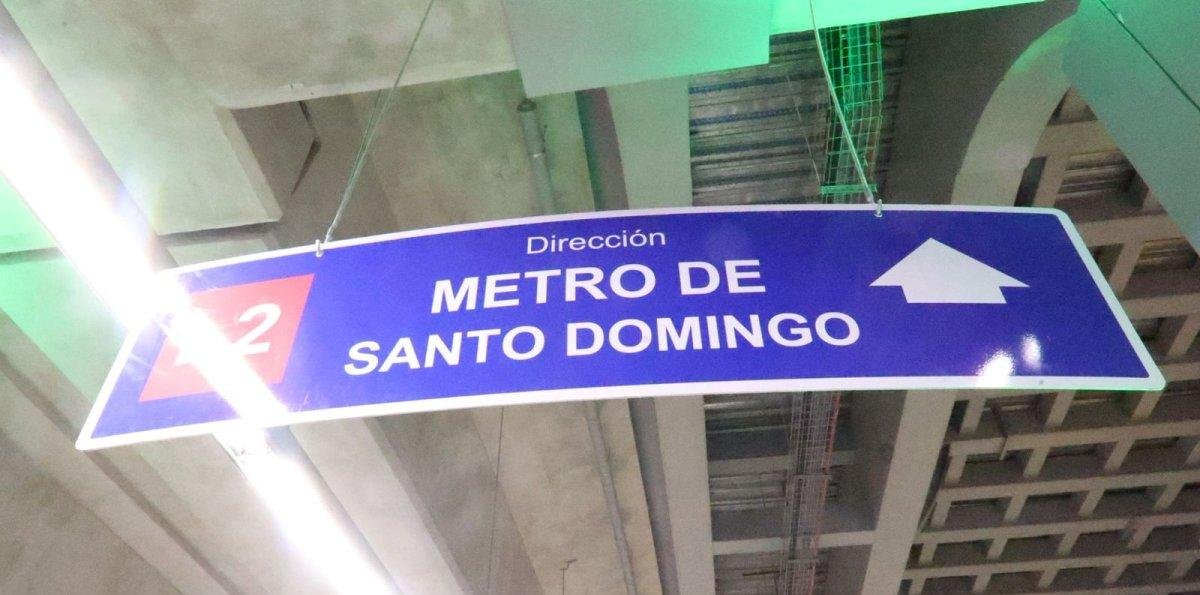 Dirección
METRO DE
SANTO DOMINGO